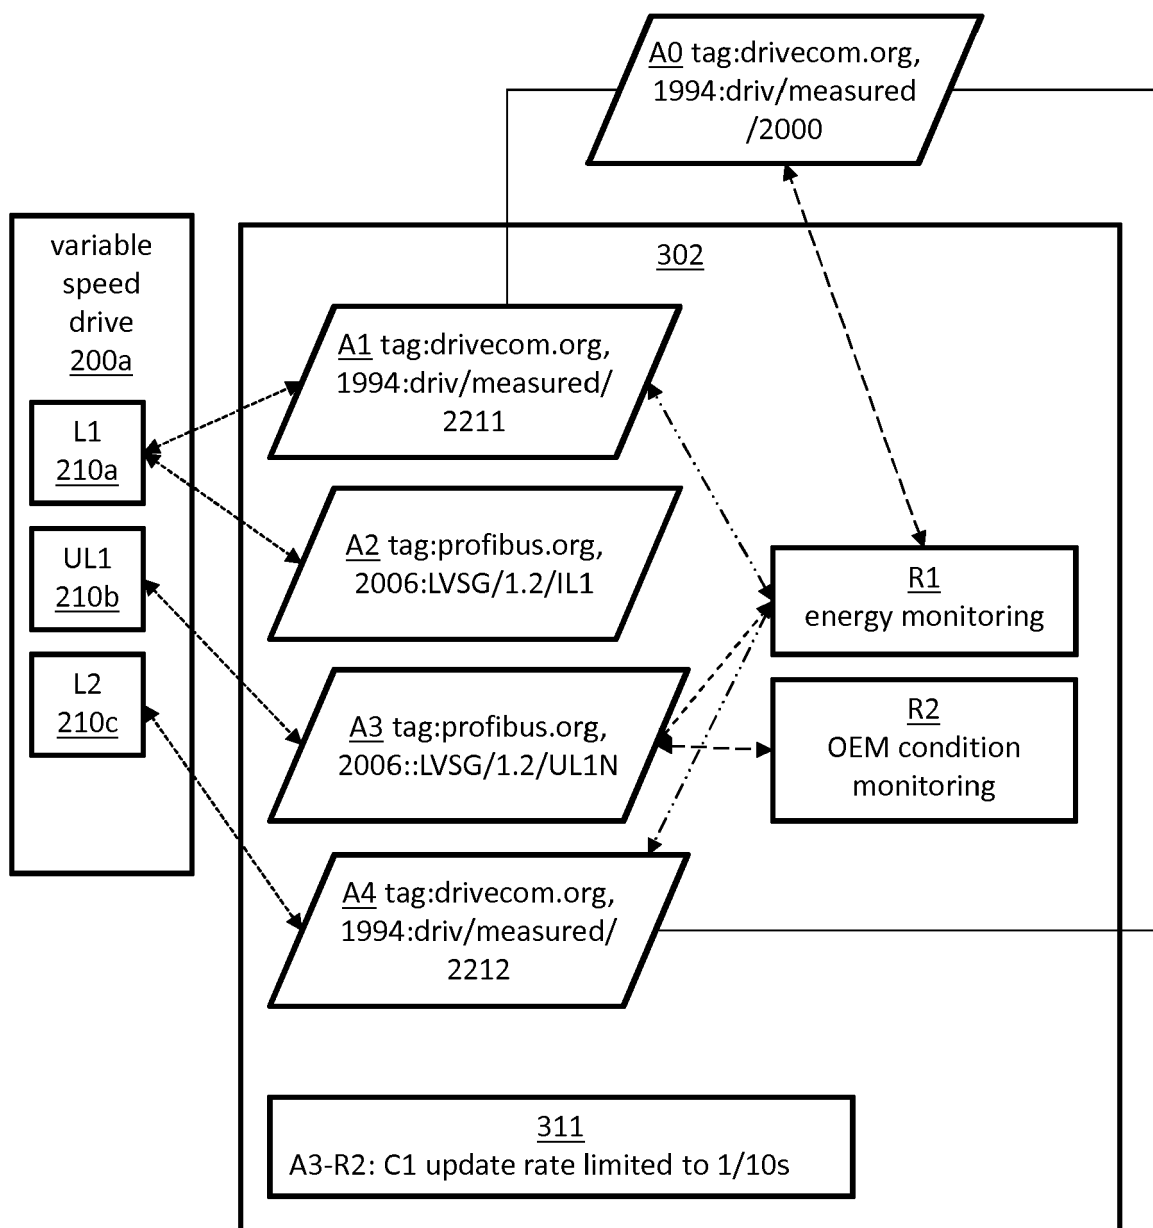 A0 tag:drivecom.org,
1994:driv/measured
/2000
variable
speed
drive
200a
L1
210a
UL1
210b
L2
210c
302
A1 tag:drivecom.org,
1994:driv/measured/
2211
A2 tag:profibus.org,
2006:LVSG/1.2/IL1
A3 tag:profibus.org,
2006::LVSG/1.2/UL1N
A4 tag:drivecom.org,
1994:driv/measured/
2212
R1
energy monitoring
R2
OEM condition
monitoring
311
A3-R2: C1 update rate limited to 1/10s